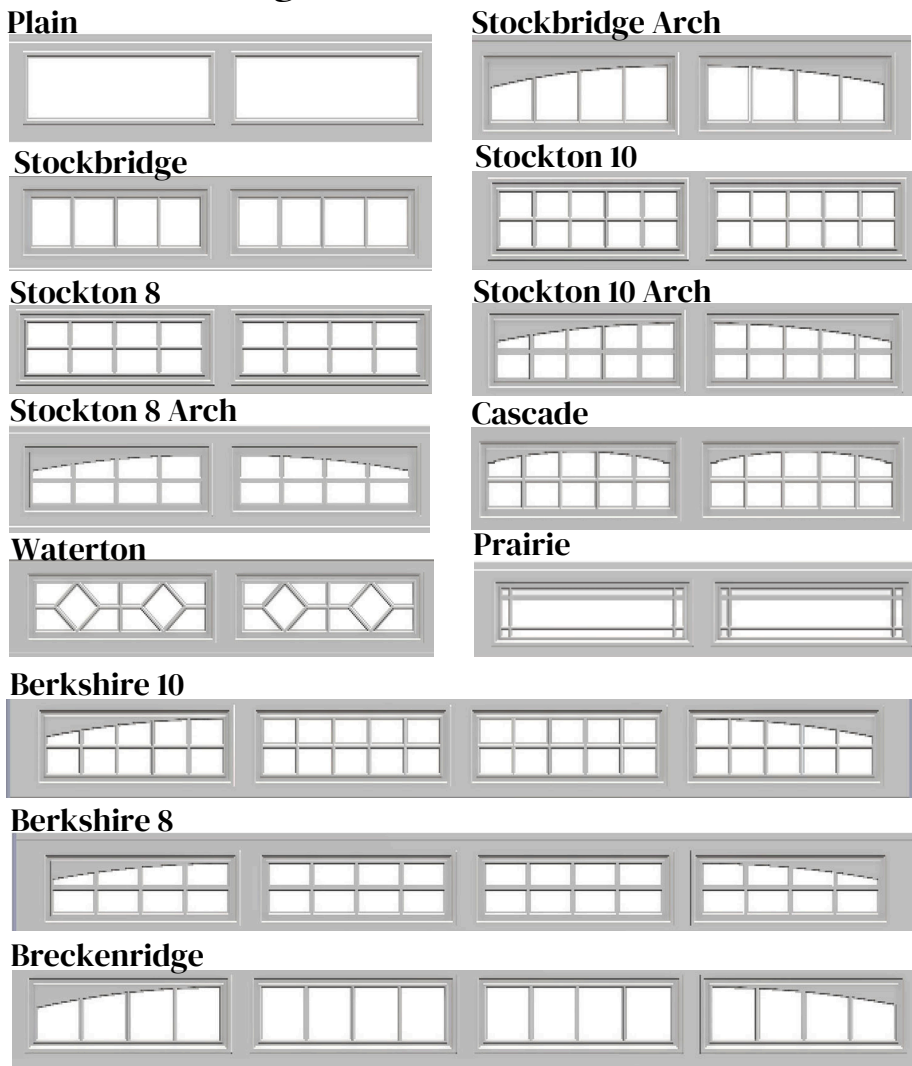 Plain
Stockbridge Arch
Stockbridge
Stockton 10
Stockton 8
Stockton 10 Arch
Stockton 8 Arch
Cascade
Waterton
Prairie
Berkshire 10
Berkshire 8
Breckenridge